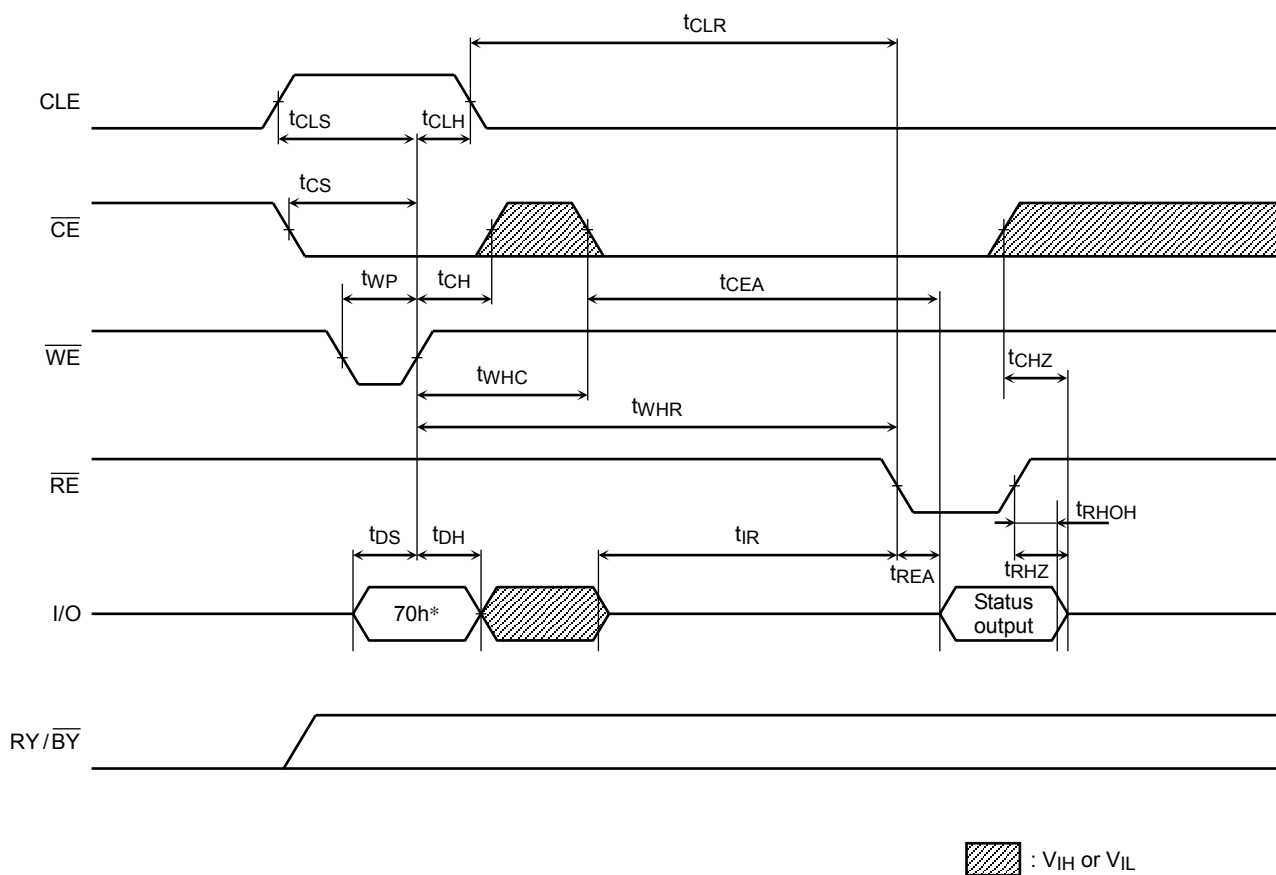 tCLR
CLE
tCLS
tCLH
tCS
CE
tWP
tCH
tCEA
WE
tCHZ
tWHC
tWHR
RE
tRHOH
tDS
tDH
tIR
tREA
tRHZ
I/O
70h*
Status
output
RY/BY
: VIH or VIL